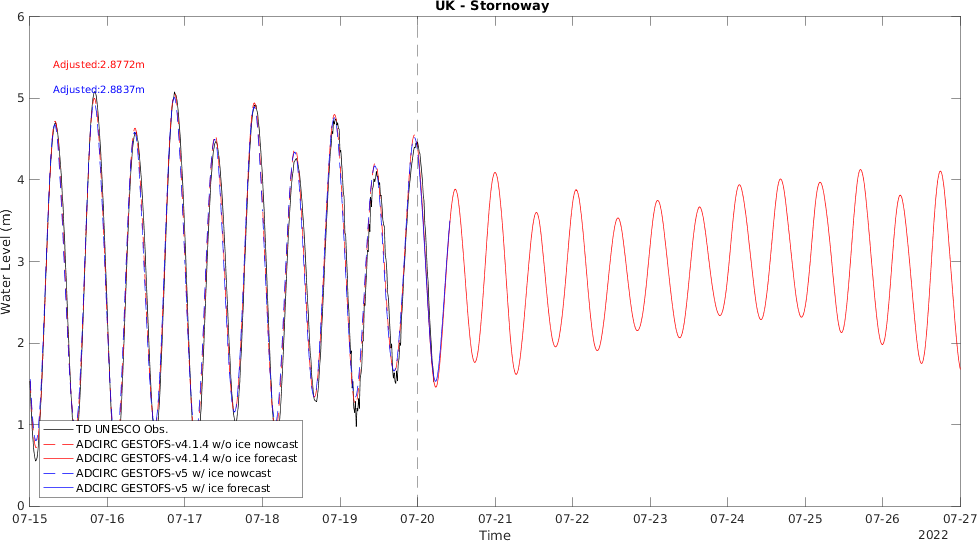 UK - Stornoway
Adjusted:2.8772m
Adjusted:2.8837m
Water Level (m)
6
5
4
3
2
1
0
TD UNESCO Obs.
ADCIRC GESTOFS-v4.1.4 w/o ice nowcast
ADCIRC GESTOFS-v4.1.4 w/o ice forecast
ADCIRC GESTOFS-v5 w/ ice nowcast
ADCIRC GESTOFS-v5 w/ ice forecast
07-15 07-16 07-17 07-18 07-19 07-20 07-21 07-22 07-23 07-24 07-25 07-26 07-27
Time
2022